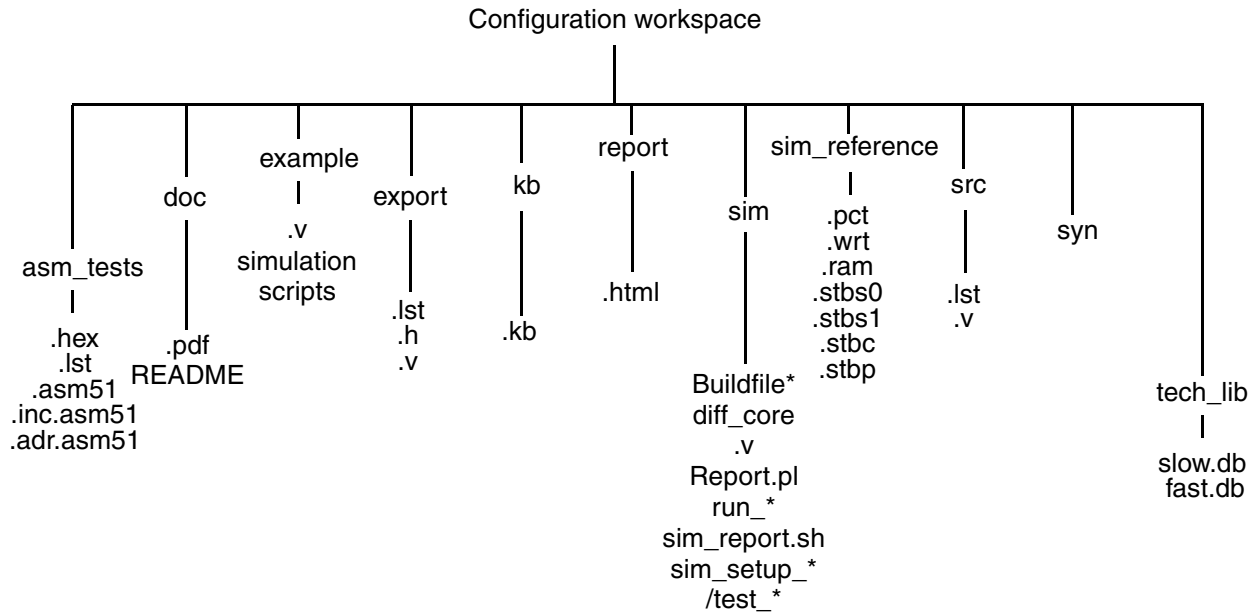 Configuration workspace
asm_tests
.hex
.lst
.asm51
.inc.asm51
.adr.asm51
doc
.pdf
README
example
.v
simulation
scripts
export
.lst
.h
.v
kb
.kb
report
.html
sim
Buildfile*
diff_core
.v
Report.pl
run_*
sim_report.sh
sim_setup_*
/test_*
sim_reference
.pct
.wrt
.ram
.stbs0
.stbs1
.stbc
.stbp
src
.lst
.v
syn
tech_lib
slow.db
fast.db